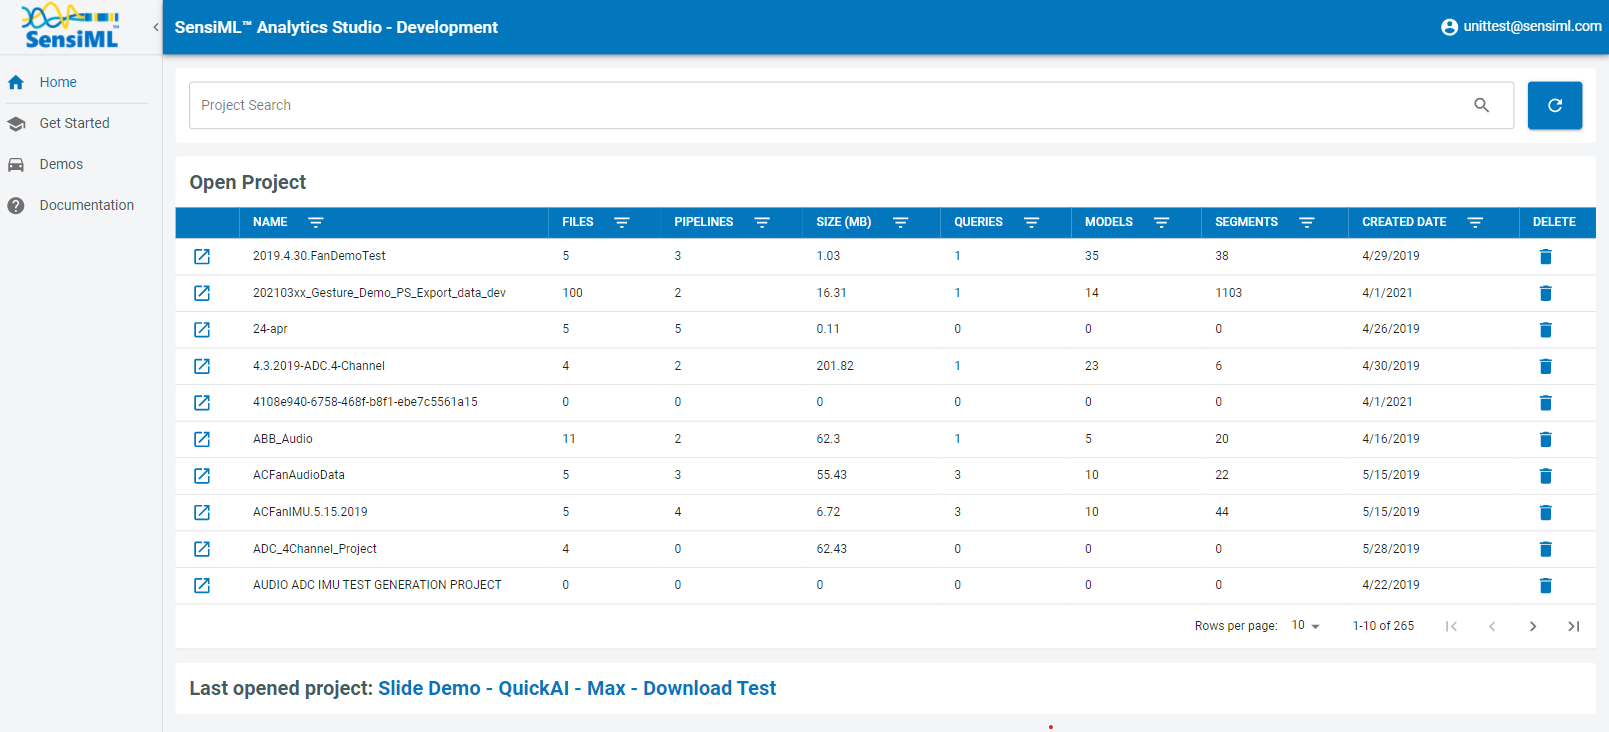 SensiML™
SensiML™ Analytics Studio - Development
unittest@sensiml.com
Home
Get Started
Demos
Documentation
Project Search
Open Project
NAME FILES PIPELINES SIZE (MB) QUERIES MODELS SEGMENTS CREATED DATE DELETE
2019.4.30.FanDemoTest 5 3 1.03 1 35 38 4/29/2019
202103xx_Gesture_Demo_PS_Export_data_dev 100 2 16.31 1 14 1103 4/1/2021
24-apr 5 5 0.11 0 0 0 4/26/2019
4.3.2019-ADC.4-Channel 4 2 201.82 1 23 6 4/30/2019
4108e940-6758-468f-b8f1-ebe7c5561a15 0 0 0 0 0 0 4/1/2021
ABB_Audio 11 2 62.3 1 5 20 4/16/2019
ACFanAudioData 5 3 55.43 3 10 22 5/15/2019
ACFanIMU.5.15.2019 5 4 6.72 3 10 44 5/15/2019
ADC_4Channel_Project 4 0 62.43 0 0 0 5/28/2019
AUDIO ADC IMU TEST GENERATION PROJECT 0 0 0 0 0 0 4/22/2019
Rows per page: 10 1-10 of 265
Last opened project: Slide Demo - QuickAI - Max - Download Test